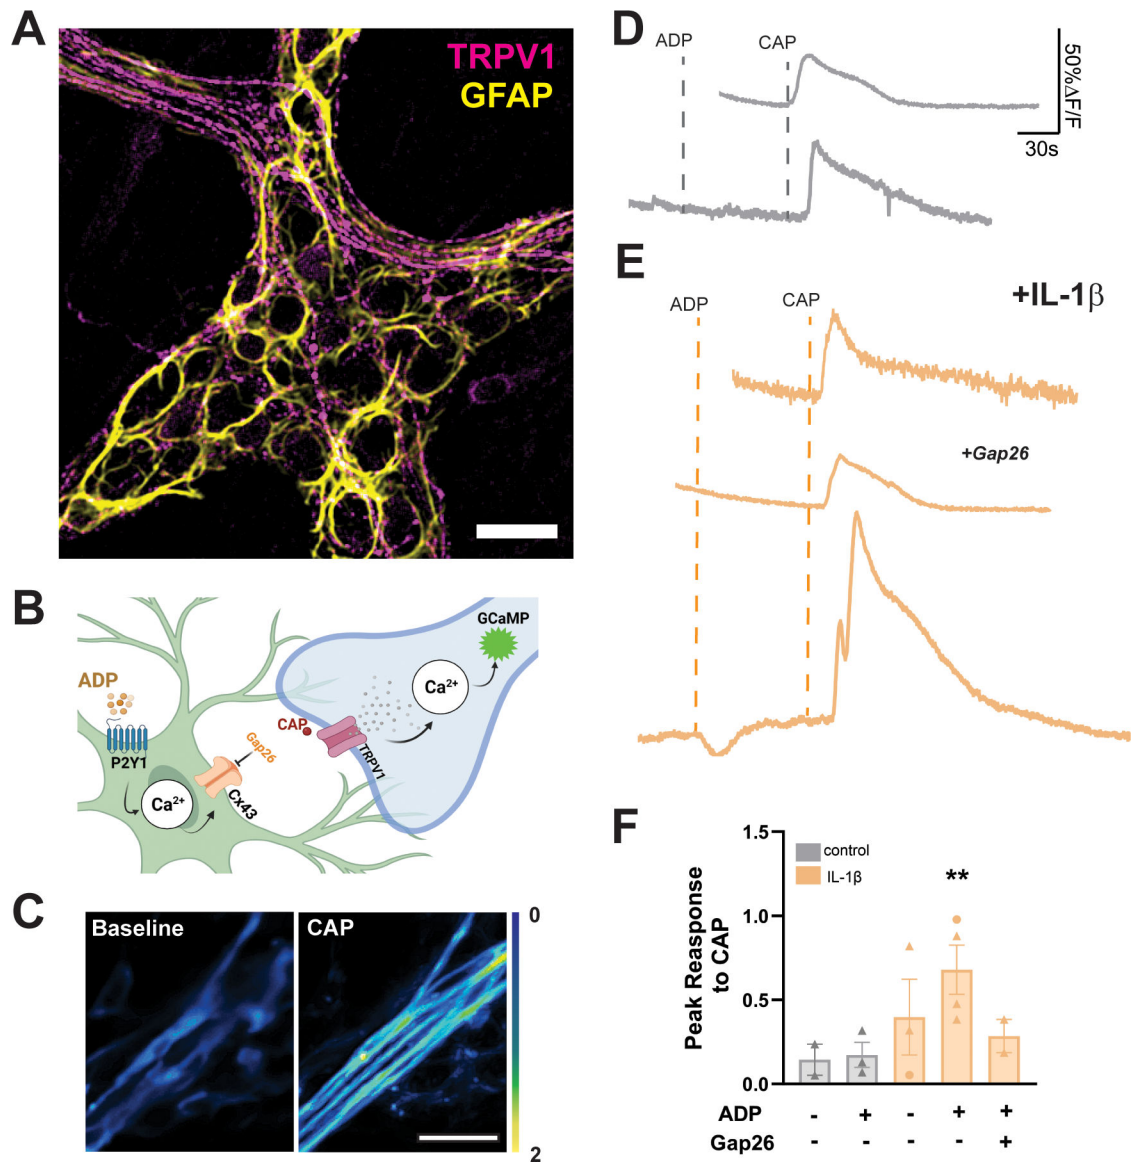 A
TRPV1
GFAP
B
ADP
P2Y1
Ca2+
Gap26
Cx43
CAP
TRPV1
Ca2+
GCaMP
C
Baseline
CAP
0
2
D
ADP
CAP
50%ΔF/F
30s
E
+IL-1β
ADP
CAP
+Gap26
F
control
IL-1β
**
Peak Reasponse
to CAP
1.5
1.0
0.5
0.0
ADP - + - + +
Gap26 - - - - +